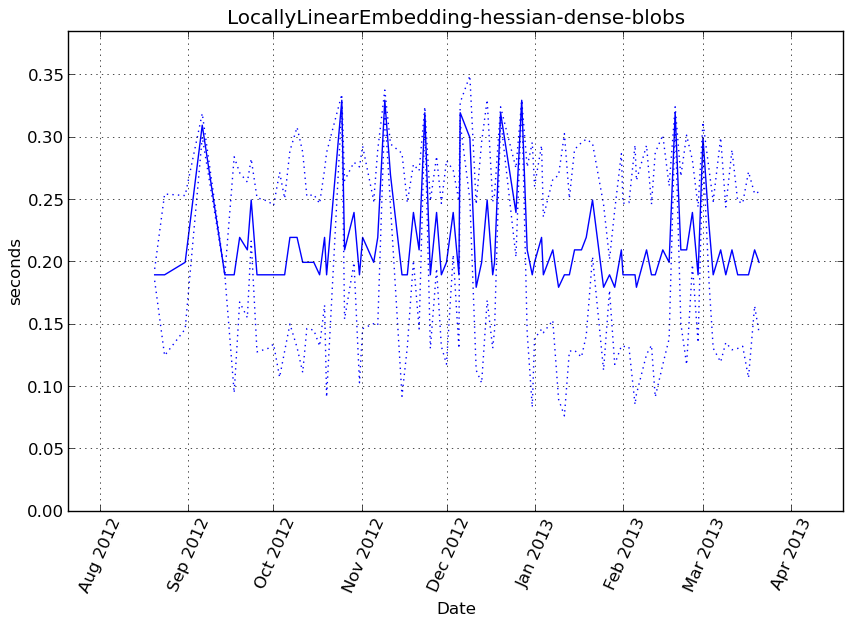 LocallyLinearEmbedding-hessian-dense-blobs
0.35
0.30
0.25
0.20
0.15
0.10
0.05
0.00
seconds
Aug 2012
Sep 2012
Oct 2012
Nov 2012
Dec 2012
Jan 2013
Feb 2013
Mar 2013
Apr 2013
Date